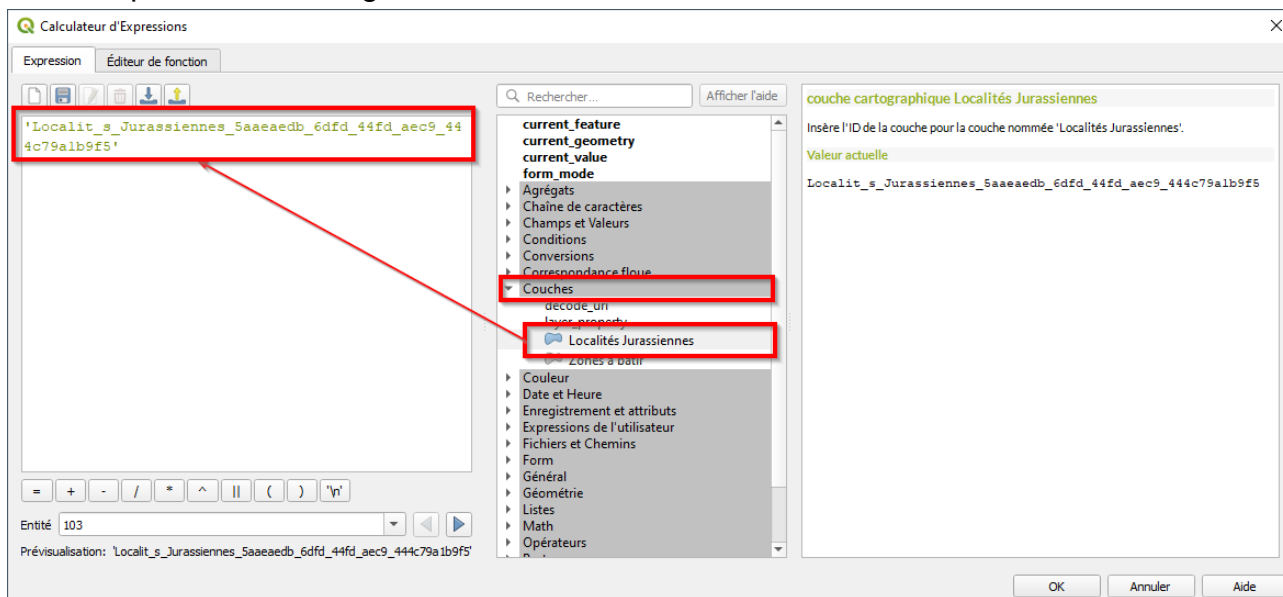 Calculateur d'Expressions
Expression
Éditeur de fonction
'Localit_s_Jurassiennes_5aaeaedb_6dfd_44fd_aec9_44
4c79a1b9f5'
= + - / * ^ || ( ) '\n'
Entité 103
Prévisualisation: 'Localit_s_Jurassiennes_5aaeaedb_6dfd_44fd_aec9_444c79a1b9f5'
Rechercher...
Afficher l'aide
current_feature
current_geometry
current_value
form_mode
Agrégats
Chaîne de caractères
Champs et Valeurs
Conditions
Conversions
Correspondance floue
Couches
decode_uri
layer_property
Localités Jurassiennes
Zones à bâtir
Couleur
Date et Heure
Enregistrement et attributs
Expressions de l'utilisateur
Fichiers et Chemins
Form
Général
Géométrie
Listes
Math
Opérateurs
couche cartographique Localités Jurassiennes
Insère l'ID de la couche pour la couche nommée 'Localités Jurassiennes'.
Valeur actuelle
Localit_s_Jurassiennes_5aaeaedb_6dfd_44fd_aec9_444c79a1b9f5
OK
Annuler
Aide